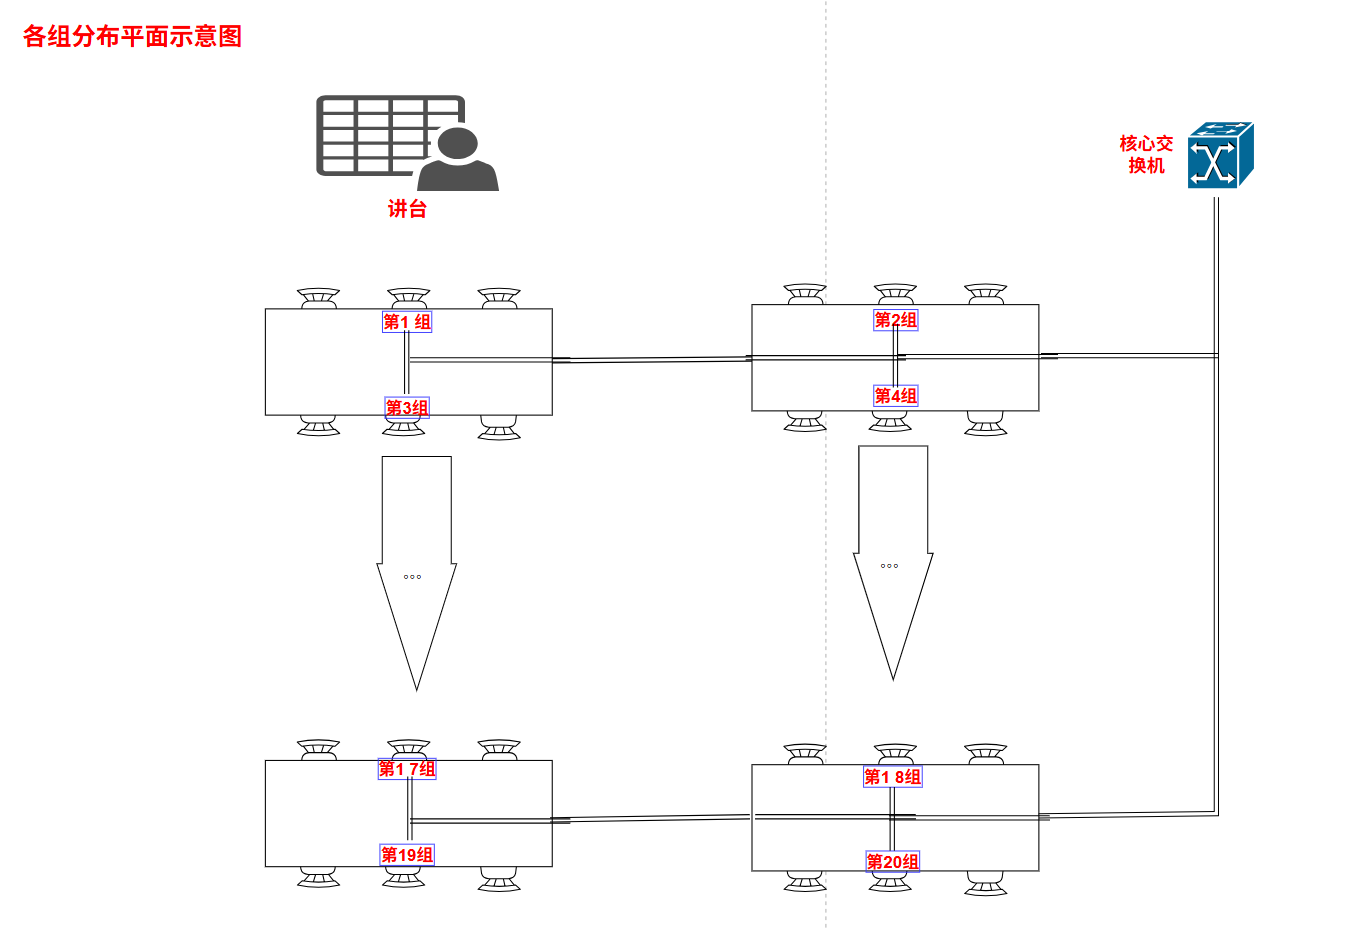 各组分布平面示意图
核心交
换机
讲台
第1 组
第2组
第3组
第4组
°°°
°°°
第1 7组
第1 8组
第19组
第20组